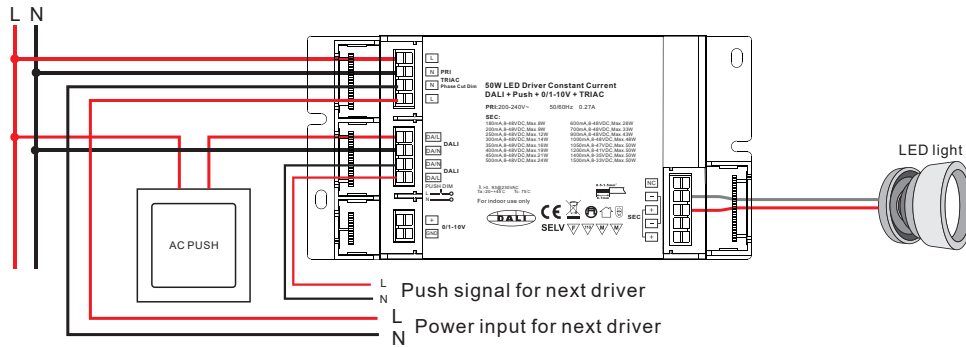 L N
L
N PRI
TRIAC
N Phase Cut Dim
L
50W LED Driver Constant Current
DALI + Push + 0/1-10V + TRIAC
PRI:200-240V~ 50/60Hz 0.27A
SEC:
180mA,8-48VDC,Max.8W 600mA,8-48VDC,Max.28W
200mA,8-48VDC,Max.9W 700mA,8-48VDC,Max.33W
250mA,8-48VDC,Max.12W 900mA,8-48VDC,Max.43W
300mA,8-48VDC,Max.14W 1000mA,8-48VDC,Max.48W
350mA,8-48VDC,Max.16W 1050mA,8-47VDC,Max.50W
400mA,8-48VDC,Max.19W 1200mA,8-41VDC,Max.50W
450mA,8-48VDC,Max.21W 1400mA,8-35VDC,Max.50W
500mA,8-48VDC,Max.24W 1500mA,8-33VDC,Max.50W
DA/L
DA/N DALI
DA/N
DALI
DA/L
PUSH DIM
L
N
+
0/1-10V
GND
For indoor use only
DALI
CE
SELV
NC
-
+
SEC
-
+
LED light
AC PUSH
L
Push signal for next driver
N
L
Power input for next driver
N